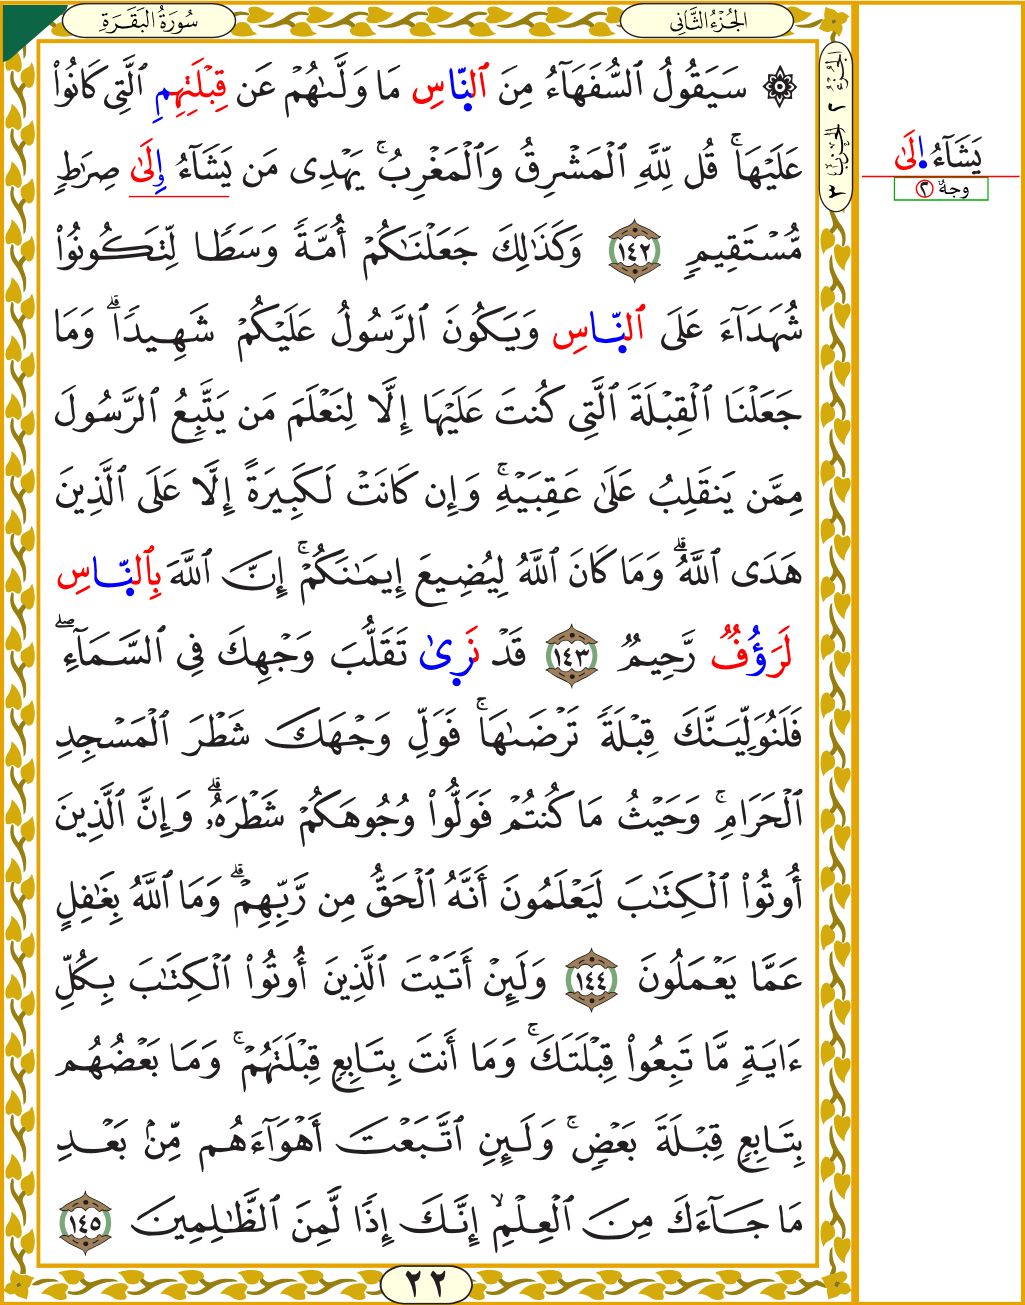 الجُزْءُ الثَّانِي
سُورَةُ البَقَرَةِ
۞ سَيَقُولُ ٱلسُّفَهَآءُ مِنَ ٱلنَّاسِ مَا وَلَّىٰهُمْ عَن قِبْلَتِهِمِ ٱلَّتِي كَانُواْ
عَلَيْهَاۚ قُل لِّلَّهِ ٱلْمَشْرِقُ وَٱلْمَغْرِبُۚ يَهْدِى مَن يَشَآءُ إِلَىٰ صِرَٰطٖ
مُّسْتَقِيمٖ ١٤٢ وَكَذَٰلِكَ جَعَلْنَٰكُمْ أُمَّةٗ وَسَطٗا لِّتَكُونُواْ
شُهَدَآءَ عَلَى ٱلنَّاسِ وَيَكُونَ ٱلرَّسُولُ عَلَيْكُمْ شَهِيدٗاۗ وَمَا
جَعَلْنَا ٱلْقِبْلَةَ ٱلَّتِي كُنتَ عَلَيْهَا إِلَّا لِنَعْلَمَ مَن يَتَّبِعُ ٱلرَّسُولَ
مِمَّن يَنقَلِبُ عَلَىٰ عَقِبَيْهِۚ وَإِن كَانَتْ لَكَبِيرَةً إِلَّا عَلَى ٱلَّذِينَ
هَدَى ٱللَّهُۗ وَمَا كَانَ ٱللَّهُ لِيُضِيعَ إِيمَٰنَكُمْۚ إِنَّ ٱللَّهَ بِٱلنَّاسِ
لَرَؤُفٞ رَّحِيمٞ ١٤٣ قَدْ نَرَىٰ تَقَلُّبَ وَجْهِكَ فِي ٱلسَّمَآءِۖ
فَلَنُوَلِّيَنَّكَ قِبْلَةٗ تَرْضَىٰهَاۚ فَوَلِّ وَجْهَكَ شَطْرَ ٱلْمَسْجِدِ
ٱلْحَرَامِۚ وَحَيْثُ مَا كُنتُمْ فَوَلُّواْ وُجُوهَكُمْ شَطْرَهُۥۗ وَإِنَّ ٱلَّذِينَ
أُوتُواْ ٱلْكِتَٰبَ لَيَعْلَمُونَ أَنَّهُ ٱلْحَقُّ مِن رَّبِّهِمْۗ وَمَا ٱللَّهُ بِغَٰفِلٍ
عَمَّا يَعْمَلُونَ ١٤٤ وَلَئِنْ أَتَيْتَ ٱلَّذِينَ أُوتُواْ ٱلْكِتَٰبَ بِكُلِّ
ءَايَةٖ مَّا تَبِعُواْ قِبْلَتَكَۚ وَمَا أَنتَ بِتَابِعٖ قِبْلَتَهُمْۚ وَمَا بَعْضُهُم
بِتَابِعٖ قِبْلَةَ بَعْضٖۚ وَلَئِنِ ٱتَّبَعْتَ أَهْوَآءَهُم مِّنۢ بَعْدِ
مَا جَآءَكَ مِنَ ٱلْعِلْمِۙ إِنَّكَ إِذٗا لَّمِنَ ٱلظَّٰلِمِينَ ١٤٥
٢٢
الجُزْءُ ٢ الحِزْبُ ٣
يَشَآءُ إِلَىٰ
وجهٌ ٢